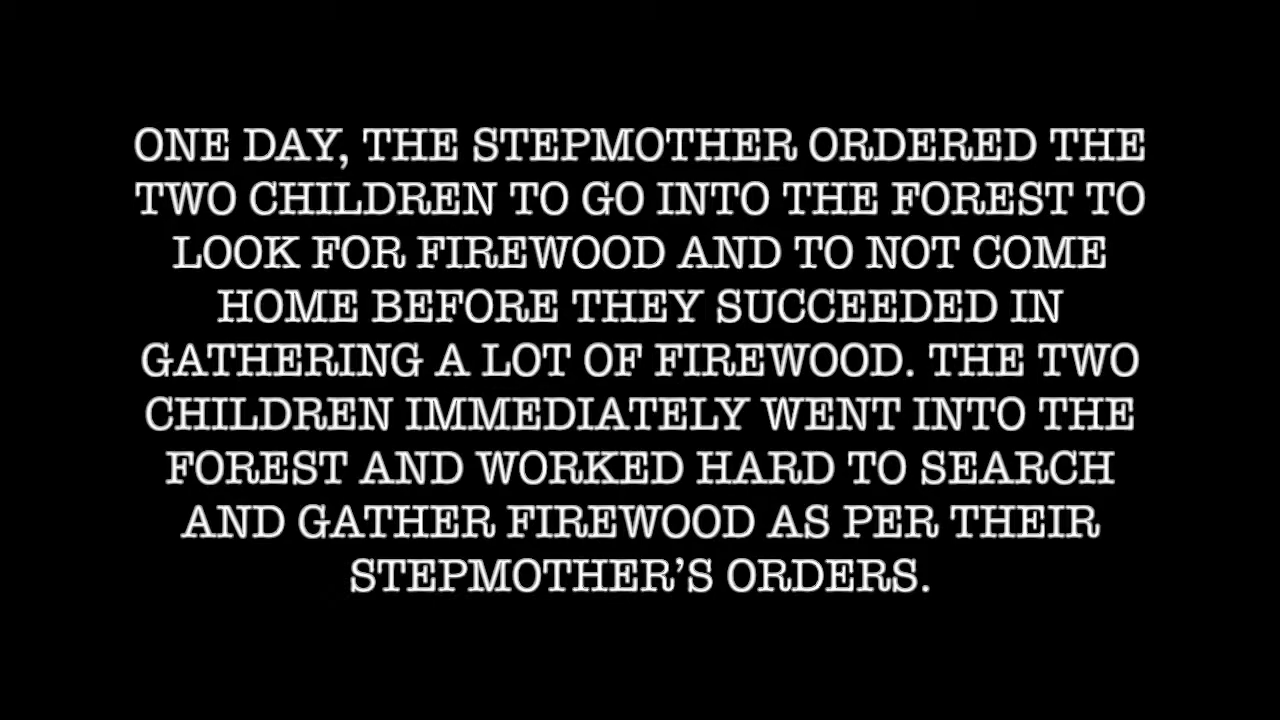 ONE DAY, THE STEPMOTHER ORDERED THE
TWO CHILDREN TO GO INTO THE FOREST TO
LOOK FOR FIREWOOD AND TO NOT COME
HOME BEFORE THEY SUCCEEDED IN
GATHERING A LOT OF FIREWOOD. THE TWO
CHILDREN IMMEDIATELY WENT INTO THE
FOREST AND WORKED HARD TO SEARCH
AND GATHER FIREWOOD AS PER THEIR
STEPMOTHER’S ORDERS.